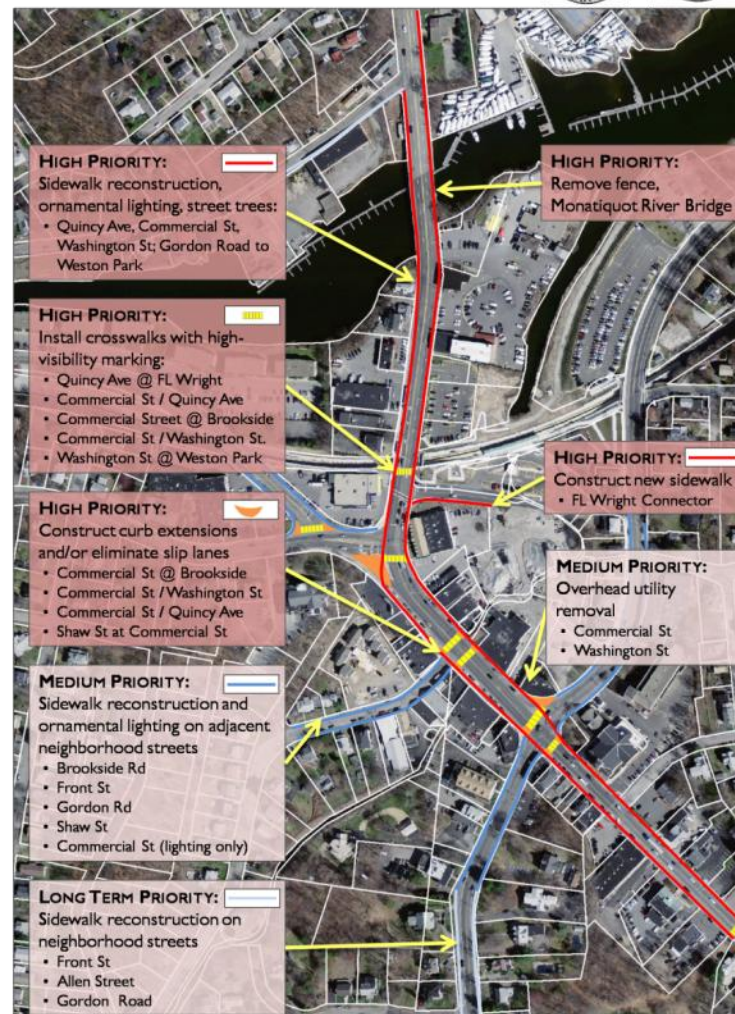 HIGH PRIORITY:
Sidewalk reconstruction,
ornamental lighting, street trees:
• Quincy Ave, Commercial St,
Washington St; Gordon Road to
Weston Park
HIGH PRIORITY:
Remove fence,
Monatiquot River Bridge
HIGH PRIORITY:
Install crosswalks with high-
visibility marking:
• Quincy Ave @ FL Wright
• Commercial St / Quincy Ave
• Commercial Street @ Brookside
• Commercial St / Washington St.
• Washington St @ Weston Park
HIGH PRIORITY:
Construct new sidewalk
• FL Wright Connector
HIGH PRIORITY:
Construct curb extensions
and/or eliminate slip lanes
• Commercial St @ Brookside
• Commercial St / Washington St
• Commercial St / Quincy Ave
• Shaw St at Commercial St
MEDIUM PRIORITY:
Overhead utility
removal
• Commercial St
• Washington St
MEDIUM PRIORITY:
Sidewalk reconstruction and
ornamental lighting on adjacent
neighborhood streets
• Brookside Rd
• Front St
• Gordon Rd
• Shaw St
• Commercial St (lighting only)
LONG TERM PRIORITY:
Sidewalk reconstruction on
neighborhood streets
• Front St
• Allen Street
• Gordon Road